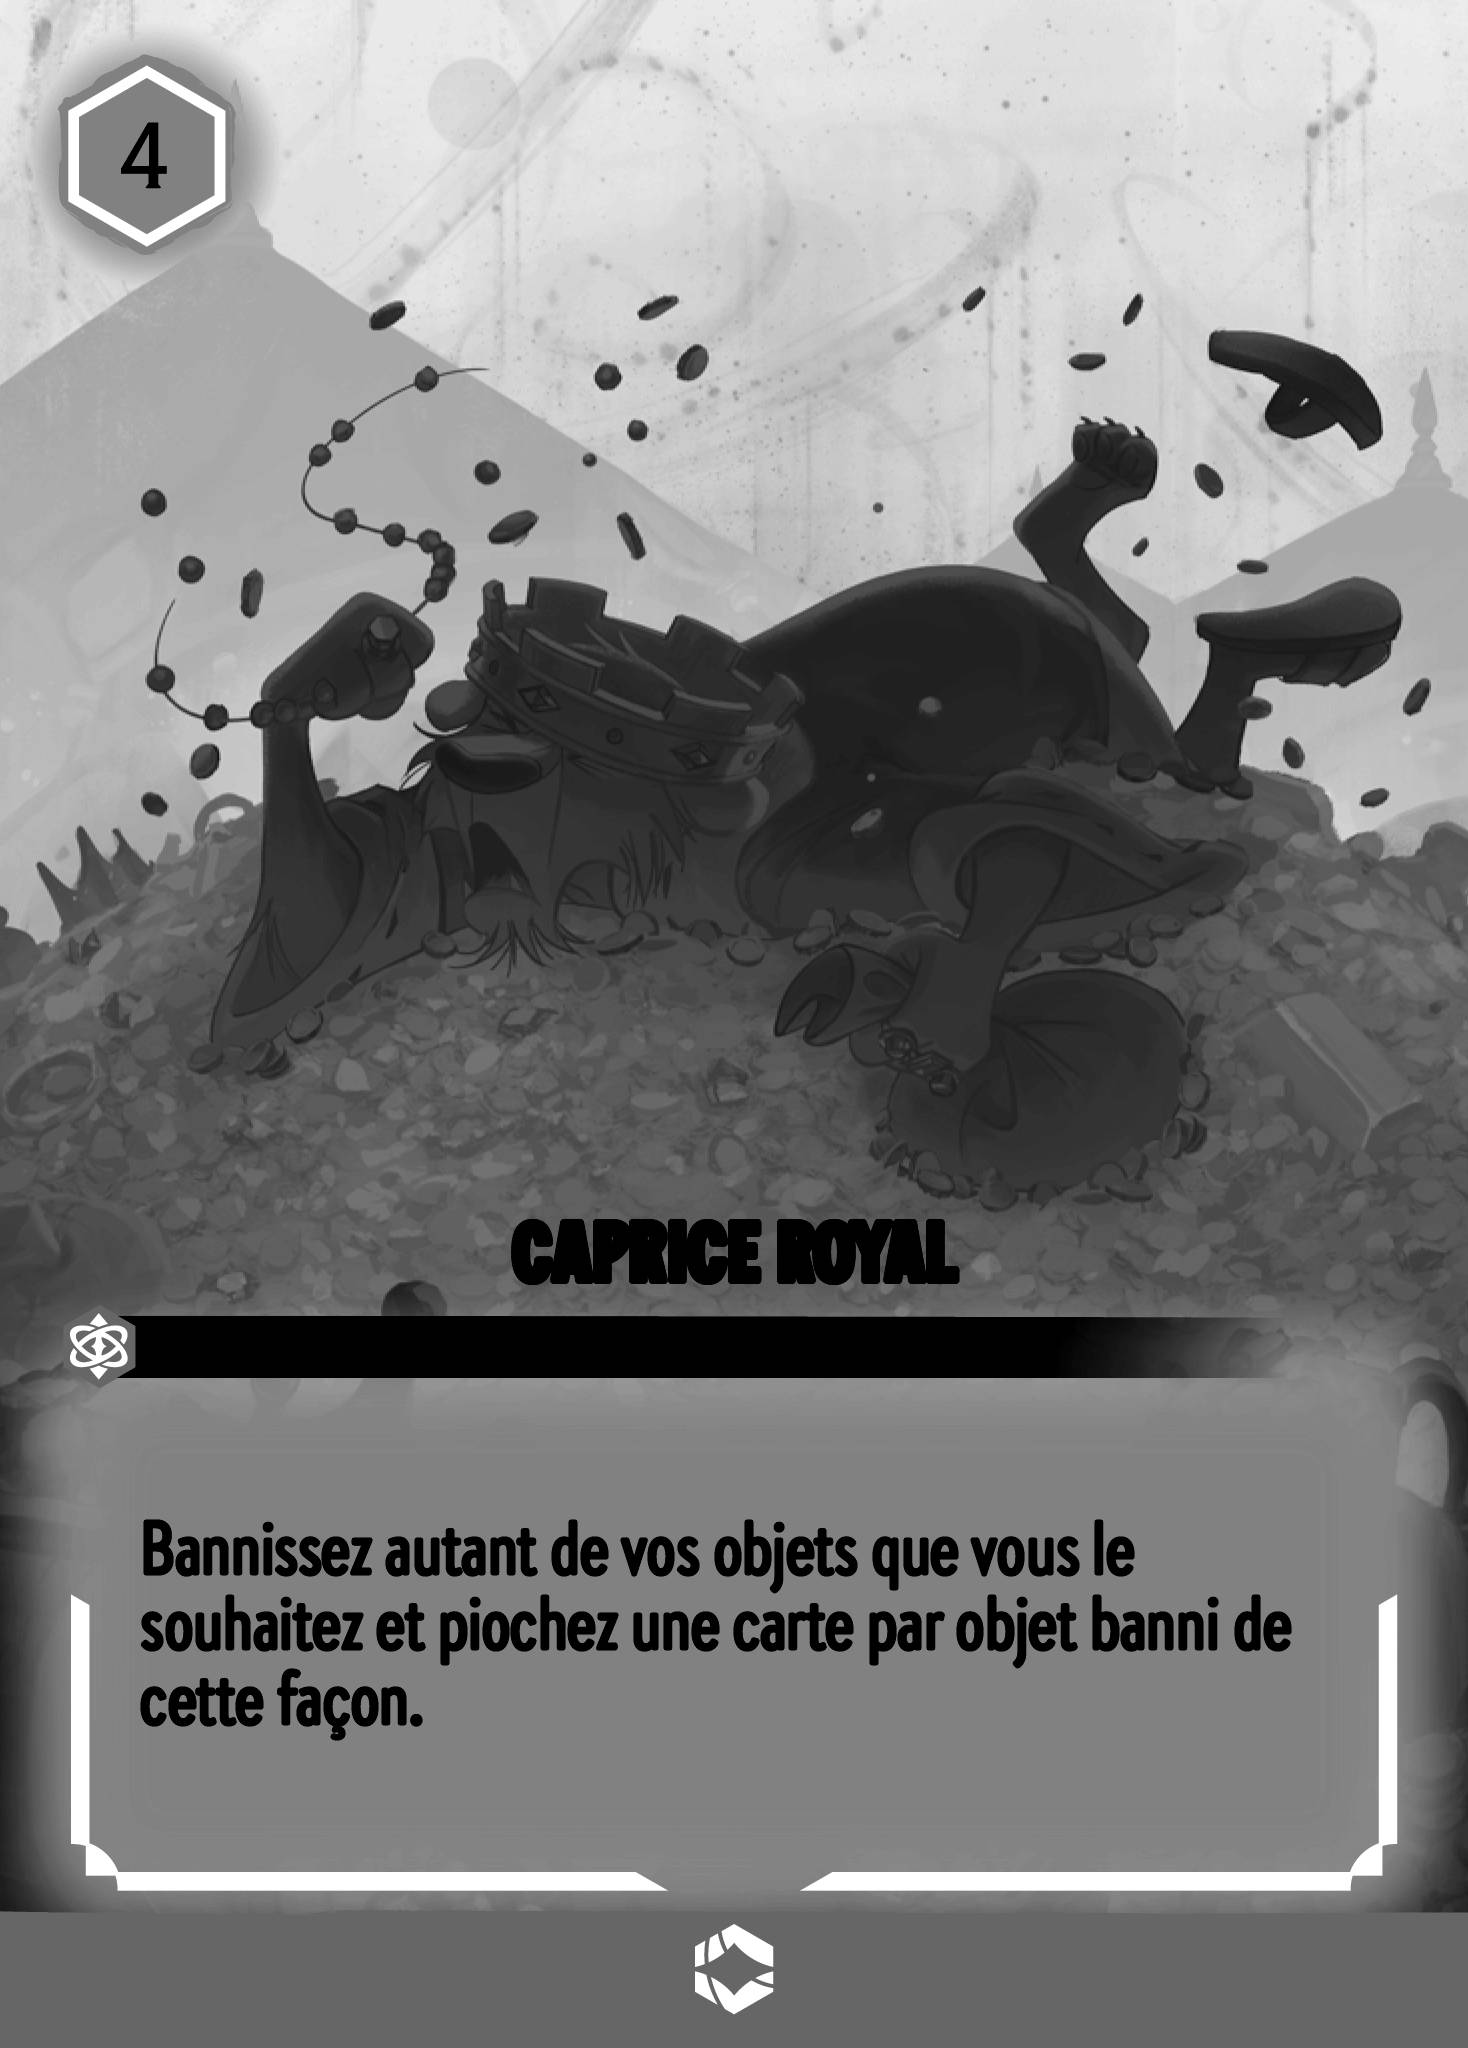 4
CAPRICE ROYAL
Bannissez autant de vos objets que vous le
souhaitez et piochez une carte par objet banni de
cette façon.